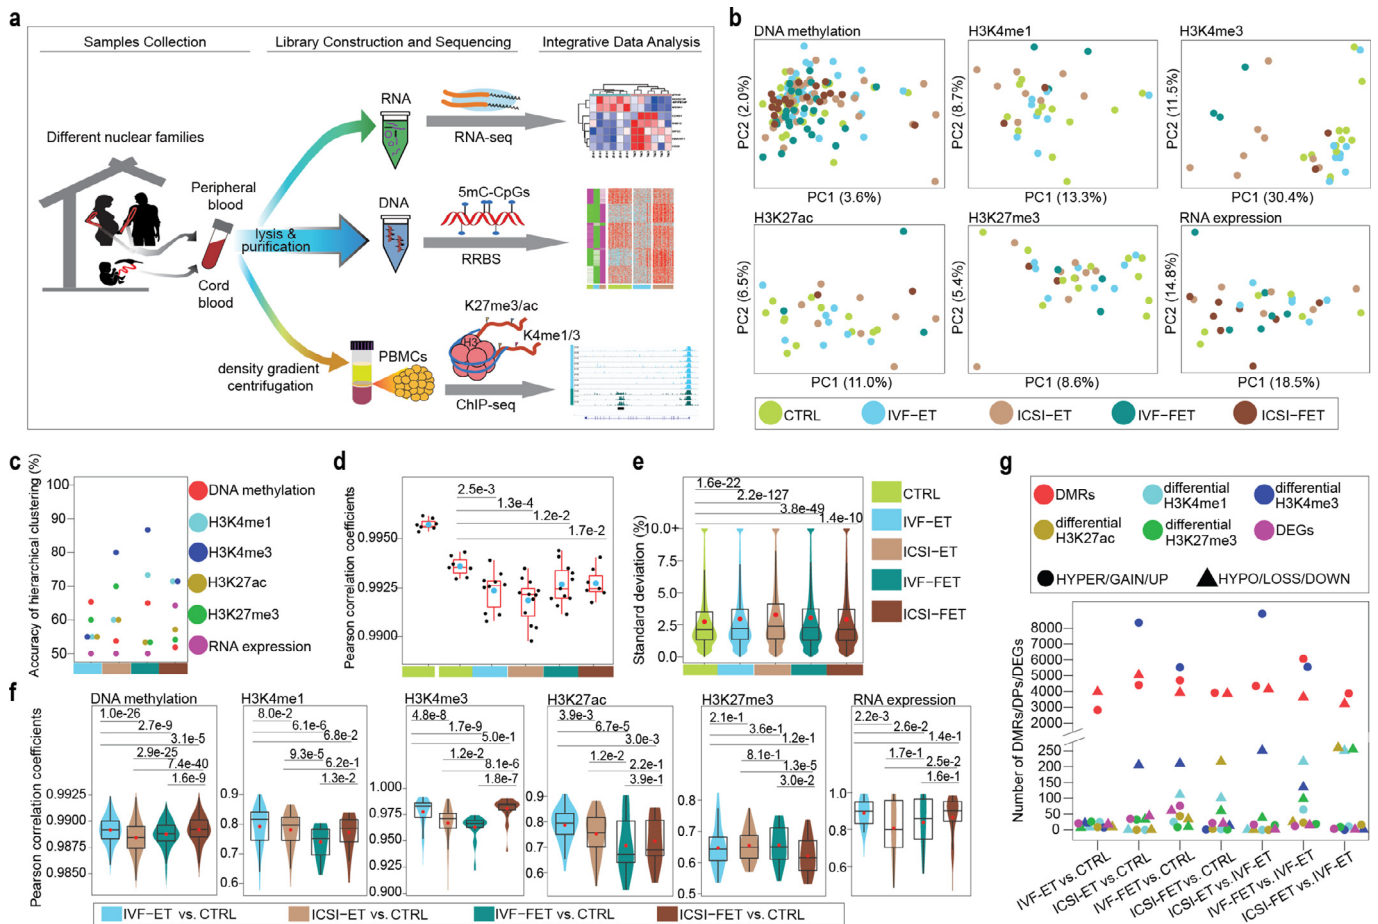 a
Samples Collection
Library Construction and Sequencing
Integrative Data Analysis
Different nuclear families
Peripheral
blood
Cord
blood
lysis &
purification
density gradient
centrifugation
RNA
RNA-seq
DNA
5mC-CpGs
RRBS
K27me3/ac
K4me1/3
H3
PBMCs
ChIP-seq
b
DNA methylation
PC2 (2.0%)
PC1 (3.6%)
H3K4me1
PC2 (8.7%)
PC1 (13.3%)
H3K4me3
PC2 (11.5%)
PC1 (30.4%)
H3K27ac
PC2 (6.5%)
PC1 (11.0%)
H3K27me3
PC2 (5.4%)
PC1 (8.6%)
RNA expression
PC2 (14.8%)
PC1 (18.5%)
CTRL
IVF-ET
ICSI-ET
IVF-FET
ICSI-FET
c
Accuracy of hierarchical clustering (%)
100
90
80
70
60
50
DNA methylation
H3K4me1
H3K4me3
H3K27ac
H3K27me3
RNA expression
d
Pearson correlation coefficients
0.9950
0.9925
0.9900
2.5e-3
1.3e-4
1.2e-2
1.7e-2
e
Standard deviation (%)
10.0+
7.5
5.0
2.5
0.0
1.6e-22
2.2e-127
3.8e-49
1.4e-10
CTRL
IVF-ET
ICSI-ET
IVF-FET
ICSI-FET
f
Pearson correlation coefficients
DNA methylation
1.0e-26
2.7e-9
3.1e-5
2.9e-25
7.4e-40
1.6e-9
0.9925
0.9900
0.9875
0.9850
H3K4me1
8.0e-2
6.1e-6
6.8e-2
9.3e-5
6.2e-1
1.3e-2
0.9
0.8
0.7
0.6
H3K4me3
4.8e-8
1.7e-9
5.0e-1
1.2e-2
8.1e-6
1.8e-7
1.000
0.975
0.950
0.925
0.900
H3K27ac
3.9e-3
6.7e-5
3.0e-3
1.2e-2
2.2e-1
3.9e-1
0.9
0.8
0.7
0.6
H3K27me3
2.1e-1
3.6e-1
1.2e-1
8.1e-1
1.3e-5
3.0e-2
0.8
0.7
0.6
0.5
RNA expression
2.2e-3
2.6e-2
1.4e-1
1.7e-1
2.5e-2
1.6e-1
1.0
0.8
0.6
IVF-ET vs. CTRL
ICSI-ET vs. CTRL
IVF-FET vs. CTRL
ICSI-FET vs. CTRL
g
DMRs
differential
H3K4me1
differential
H3K4me3
differential
H3K27ac
differential
H3K27me3
DEGs
HYPER/GAIN/UP
HYPO/LOSS/DOWN
Number of DMRs/DPs/DEGs
8000
7000
6000
5000
4000
3000
2000
250
200
150
100
50
0
IVF-ET vs. CTRL
ICSI-ET vs. CTRL
IVF-FET vs. CTRL
ICSI-FET vs. CTRL
ICSI-ET vs. IVF-ET
IVF-FET vs. IVF-ET
ICSI-FET vs. IVF-ET